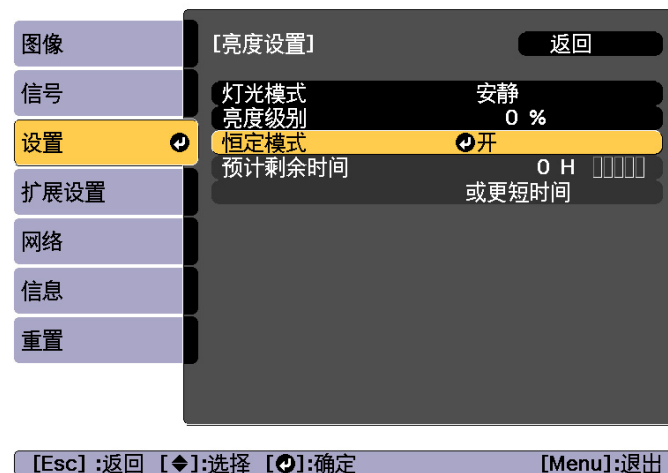 图像
信号
设置
扩展设置
网络
信息
重置
[亮度设置] 返回
灯光模式 安静
亮度级别 0 %
恒定模式 开
预计剩余时间 0 H
或更短时间
[Esc] :返回 [◆]:选择 [↵]:确定 [Menu]:退出